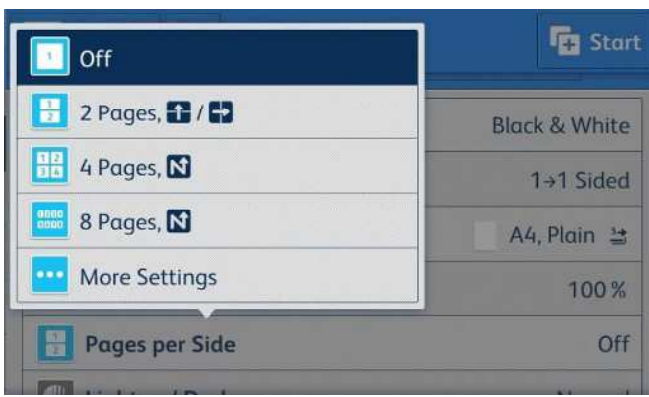 Off
Start
2 Pages, /
Black & White
4 Pages,
1→1 Sided
8 Pages,
A4, Plain
More Settings
100%
Pages per Side
Off